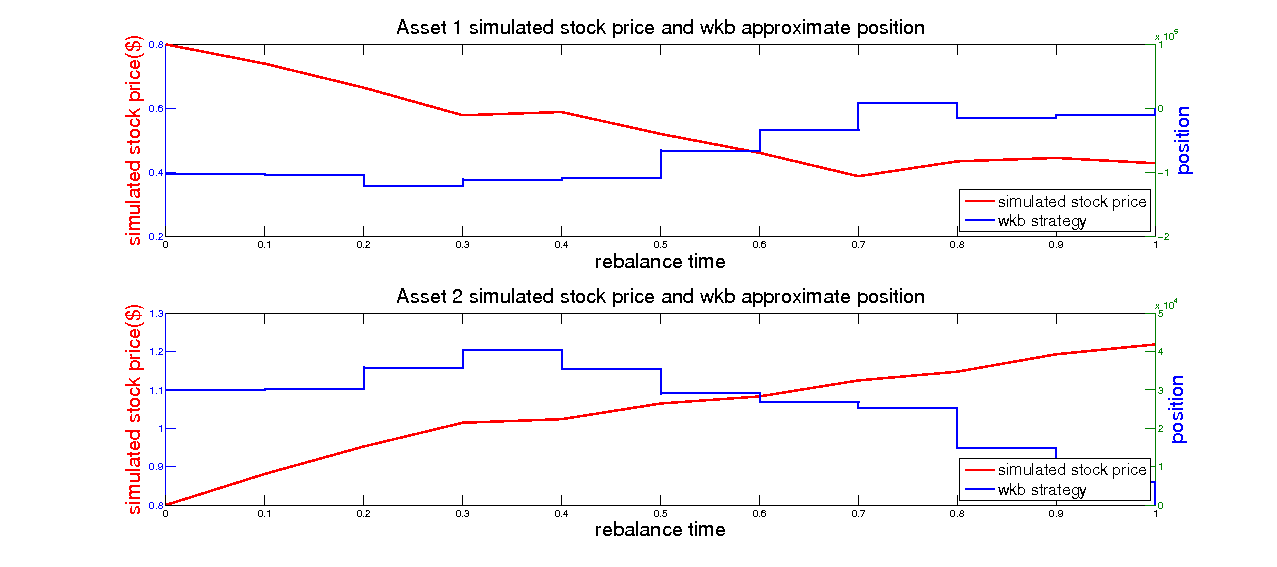 Asset 1 simulated stock price and wkb approximate position
x 10^5
simulated stock price($)
0.8
0.6
0.4
0.2
1
0
-1
-2
position
simulated stock price
wkb strategy
0 0.1 0.2 0.3 0.4 0.5 0.6 0.7 0.8 0.9 1
rebalance time
Asset 2 simulated stock price and wkb approximate position
x 10^4
simulated stock price($)
1.3
1.2
1.1
1
0.9
0.8
5
4
3
2
1
0
position
simulated stock price
wkb strategy
0 0.1 0.2 0.3 0.4 0.5 0.6 0.7 0.8 0.9 1
rebalance time